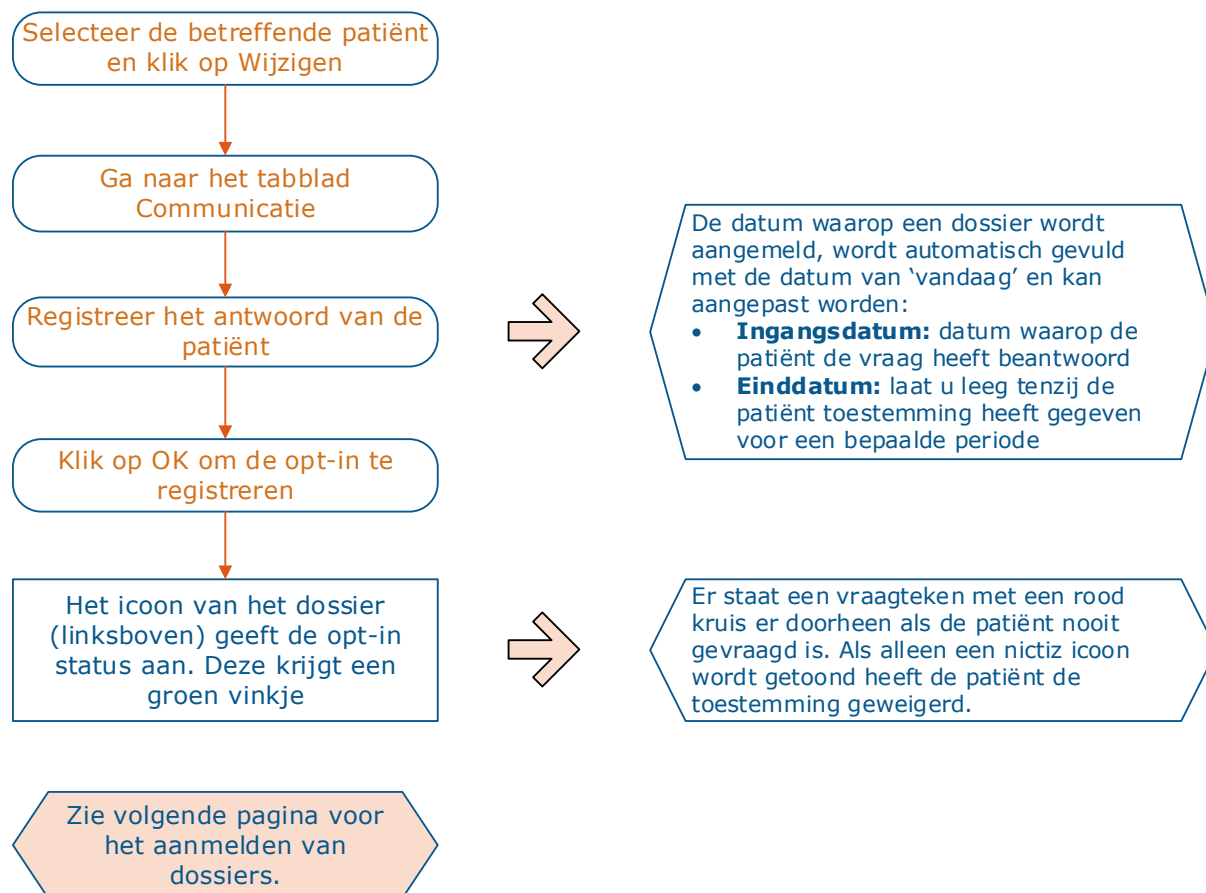 Selecteer de betreffende patiënt
en klik op Wijzigen
Ga naar het tabblad
Communicatie
Registreer het antwoord van de
patiënt
De datum waarop een dossier wordt
aangemeld, wordt automatisch gevuld
met de datum van ‘vandaag’ en kan
aangepast worden:
• Ingangsdatum: datum waarop de
patiënt de vraag heeft beantwoord
• Einddatum: laat u leeg tenzij de
patiënt toestemming heeft gegeven
voor een bepaalde periode
Klik op OK om de opt-in te
registreren
Het icoon van het dossier
(linksboven) geeft de opt-in
status aan. Deze krijgt een
groen vinkje
Er staat een vraagteken met een rood
kruis er doorheen als de patiënt nooit
gevraagd is. Als alleen een nictiz icoon
wordt getoond heeft de patiënt de
toestemming geweigerd.
Zie volgende pagina voor
het aanmelden van
dossiers.